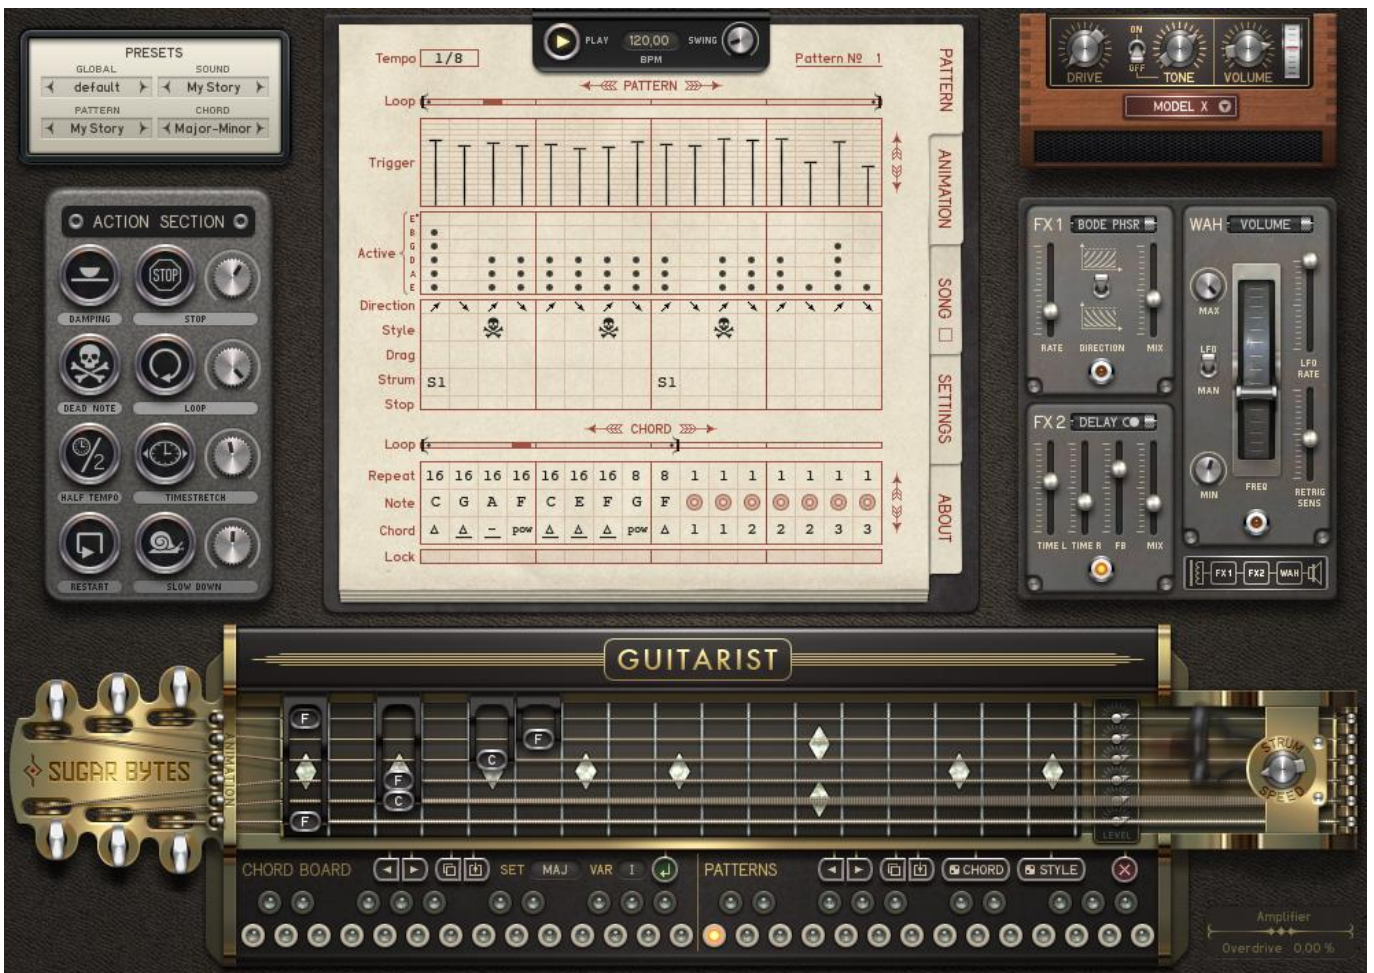 PRESETS
GLOBAL SOUND
default My Story
PATTERN CHORD
My Story Major-Minor
ACTION SECTION
STOP
DAMPING STOP
DEAD NOTE LOOP
/2
HALF TEMPO TIMESTRETCH
RESTART SLOW DOWN
PLAY 120,00 SWING
BPM
Tempo 1/8 Pattern Nº 1
PATTERN
Loop
Trigger
Active
E"
B
G
D
A
E
Direction
Style
Drag
Strum S1 S1
Stop
CHORD
Loop
Repeat 16 16 16 16 16 16 16 8 8 1 1 1 1 1 1 1
Note C G A F C E F G F
Chord Δ Δ – pow Δ Δ Δ pow Δ 1 1 2 2 2 3 3
Lock
PATTERN
ANIMATION
SONG
SETTINGS
ABOUT
ON
OFF
DRIVE TONE VOLUME
MODEL X
FX1 BODE PHSR
RATE DIRECTION MIX
FX2 DELAY
TIME L TIME R FB MIX
WAH VOLUME
MAX
LFO
MAN
LFO RATE
MIN
FREQ
RETRIG SENS
FX1 FX2 WAH
GUITARIST
SUGAR BYTES
ANIMATION
F
F
C
F
C
F
LEVEL
STRUM SPEED
CHORD BOARD SET MAJ VAR 1 PATTERNS CHORD STYLE
Amplifier
Overdrive 0,00 %